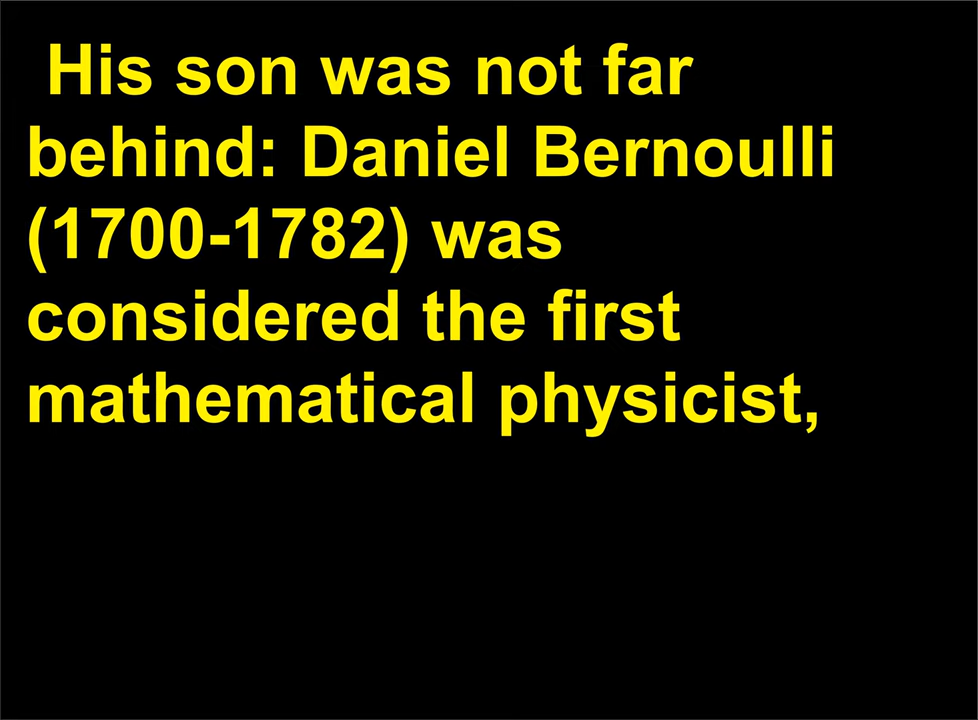 His son was not far
behind: Daniel Bernoulli
(1700-1782) was
considered the first
mathematical physicist,